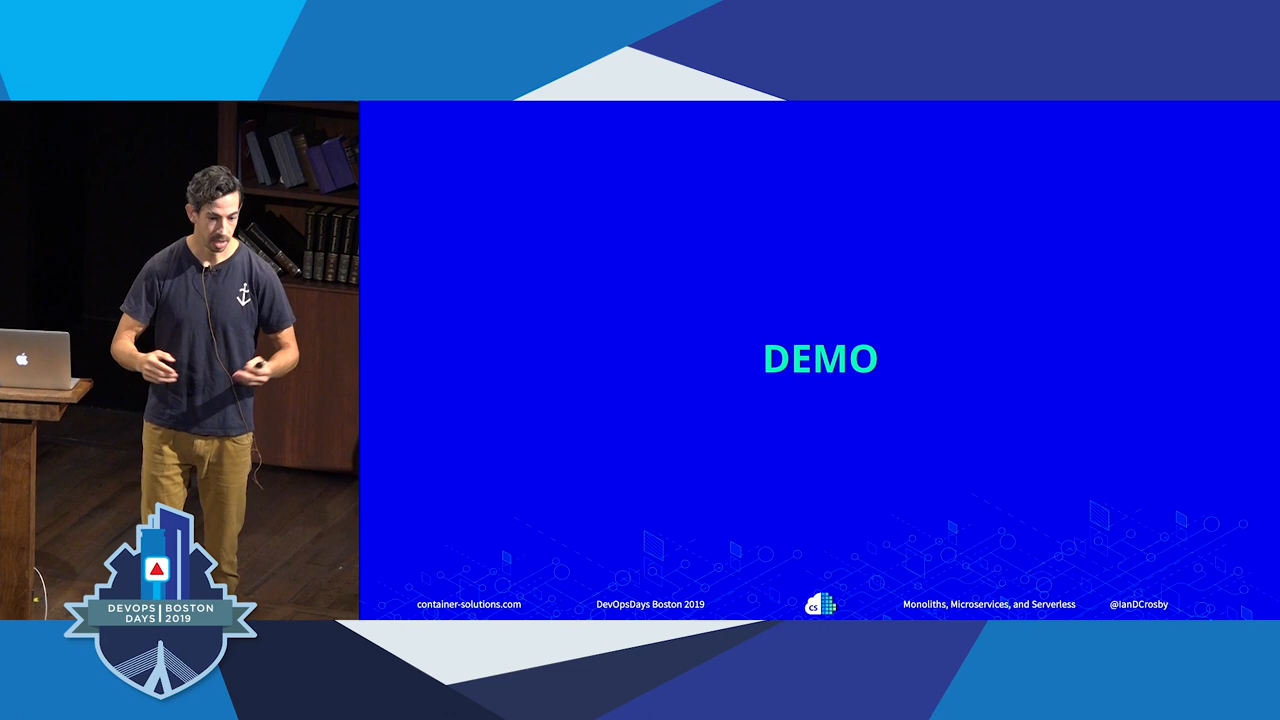 DEMO
container-solutions.com
DevOpsDays Boston 2019
cs
Monoliths, Microservices, and Serverless
@IanDCrosby
DEVOPS BOSTON
DAYS 2019